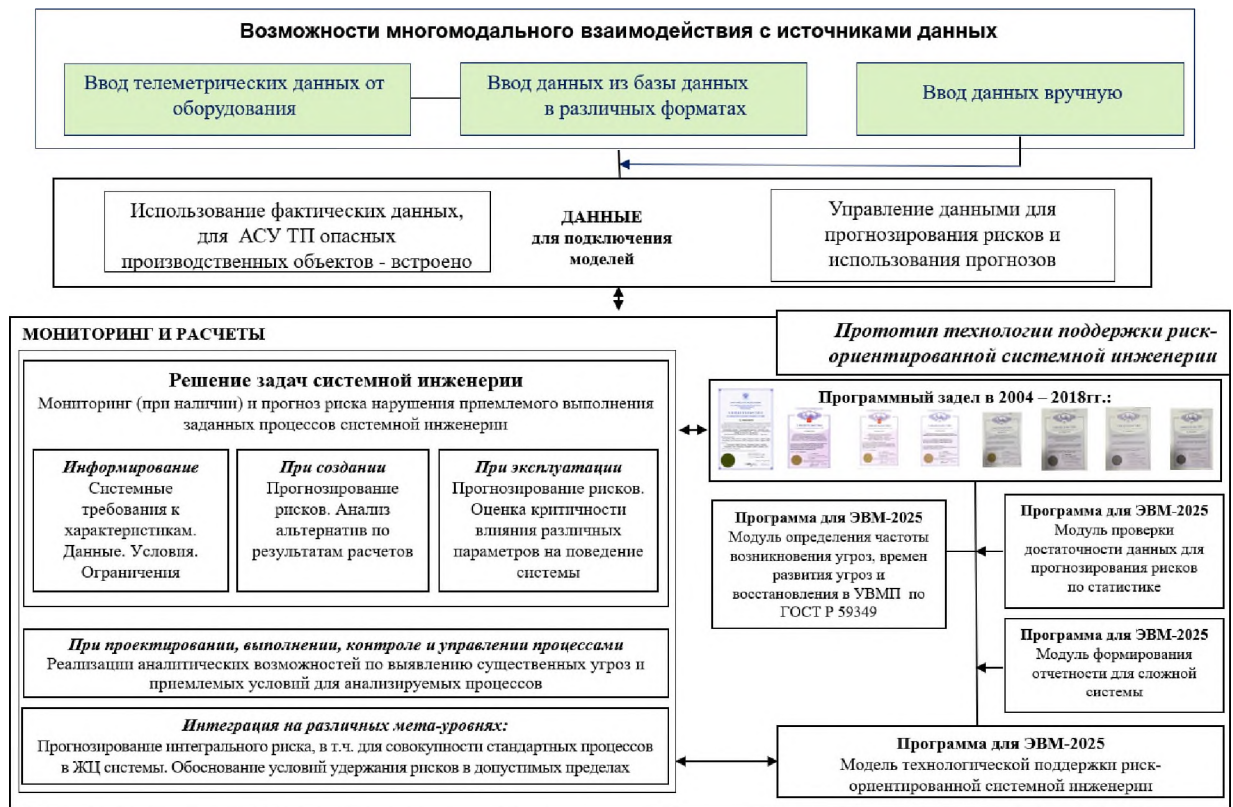 Возможности многомодального взаимодействия с источниками данных
Ввод телеметрических данных от
оборудования
Ввод данных из базы данных
в различных форматах
Ввод данных вручную
Использование фактических данных,
для АСУ ТП опасных
производственных объектов - встроено
ДАННЫЕ
для подключения
моделей
Управление данными для
прогнозирования рисков и
использования прогнозов
МОНИТОРИНГ И РАСЧЕТЫ
Прототип технологии поддержки риск-
ориентированной системной инженерии
Решение задач системной инженерии
Мониторинг (при наличии) и прогноз риска нарушения приемлемого выполнения
заданных процессов системной инженерии
Информирование
Системные
требования к
характеристикам.
Данные. Условия.
Ограничения
При создании
Прогнозирование
рисков. Анализ
альтернатив по
результатам расчетов
При эксплуатации
Прогнозирование рисков.
Оценка критичности
влияния различных
параметров на поведение
системы
При проектировании, выполнении, контроле и управлении процессами
Реализации аналитических возможностей по выявлению существенных угроз и
приемлемых условий для анализируемых процессов
Интеграция на различных мета-уровнях:
Прогнозирование интегрального риска, в т.ч. для совокупности стандартных процессов
в ЖЦ системы. Обоснование условий удержания рисков в допустимых пределах
Программный задел в 2004 – 2018гг.:
Программа для ЭВМ-2025
Модуль определения частоты
возникновения угроз, времен
развития угроз и
восстановления в УВМП по
ГОСТ Р 59349
Программа для ЭВМ-2025
Модуль проверки
достаточности данных для
прогнозирования рисков
по статистике
Программа для ЭВМ-2025
Модуль формирования
отчетности для сложной
системы
Программа для ЭВМ-2025
Модель технологической поддержки риск-
ориентированной системной инженерии